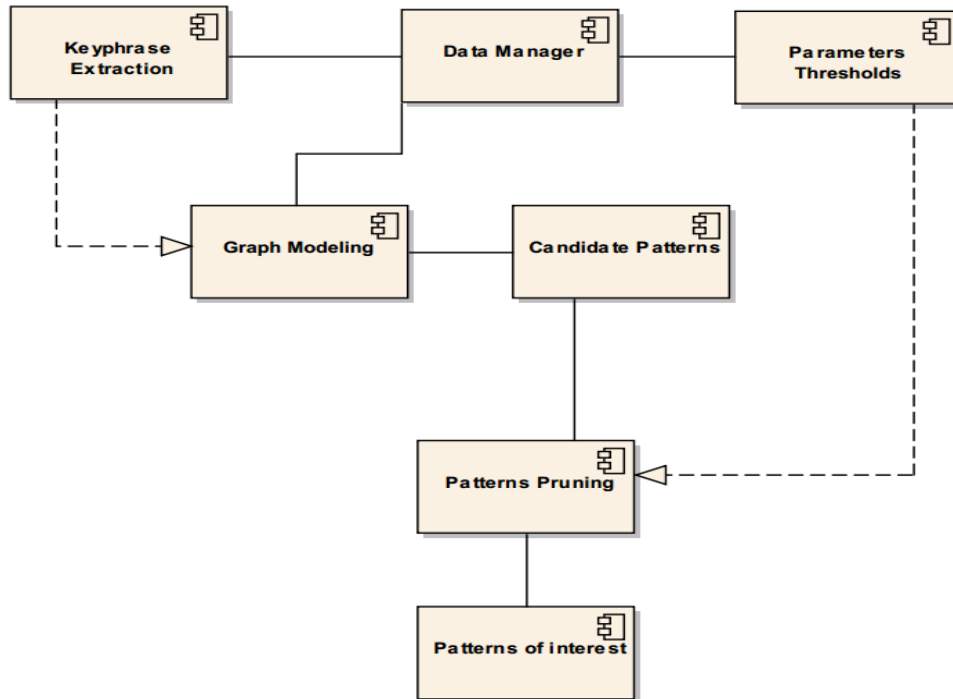 Keyphrase
Extraction
Data Manager
Parameters
Thresholds
Graph Modeling
Candidate Patterns
Patterns Pruning
Patterns of interest